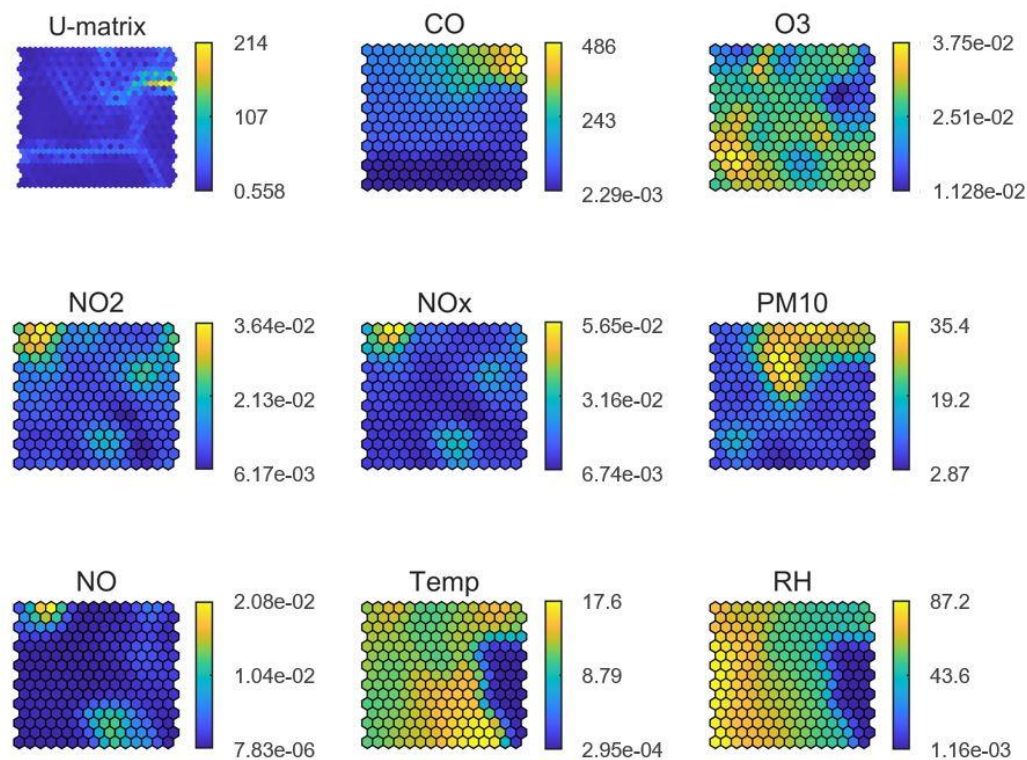 U-matrix
214
107
0.558
CO
486
243
2.29e-03
O3
3.75e-02
2.51e-02
1.128e-02
NO2
3.64e-02
2.13e-02
6.17e-03
NOx
5.65e-02
3.16e-02
6.74e-03
PM10
35.4
19.2
2.87
NO
2.08e-02
1.04e-02
7.83e-06
Temp
17.6
8.79
2.95e-04
RH
87.2
43.6
1.16e-03